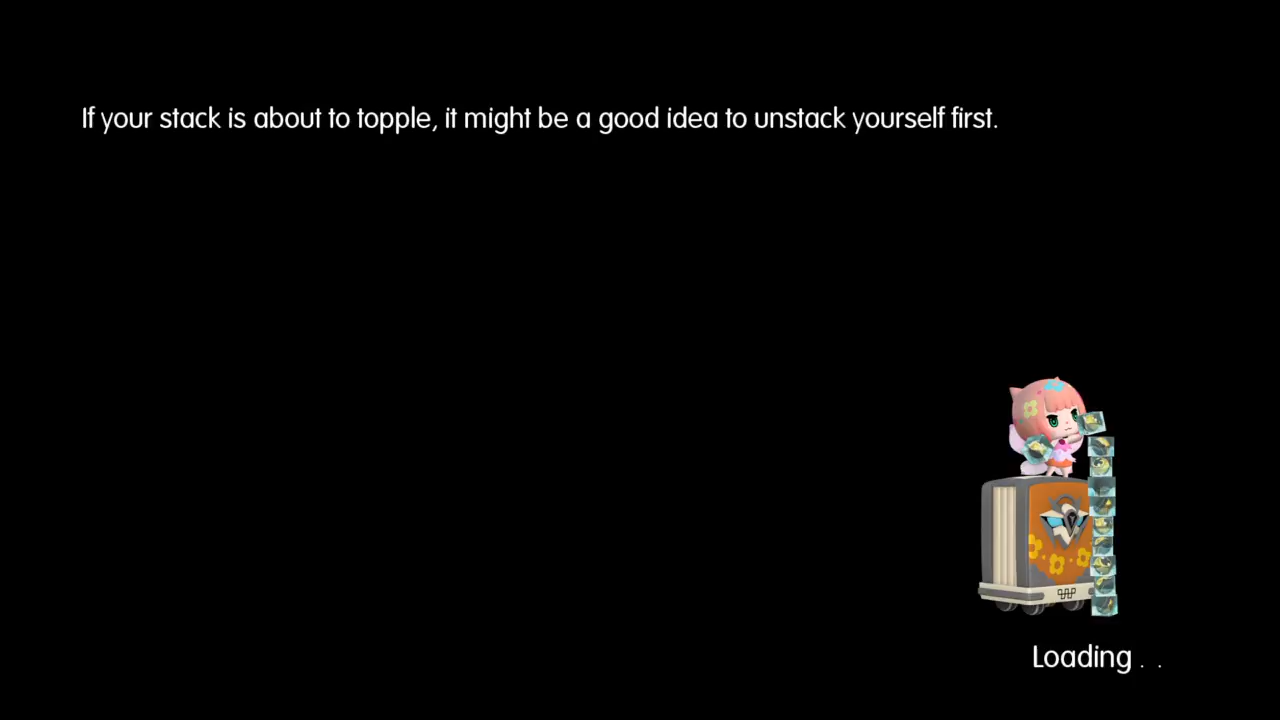 If your stack is about to topple, it might be a good idea to unstack yourself first.
Loading . .